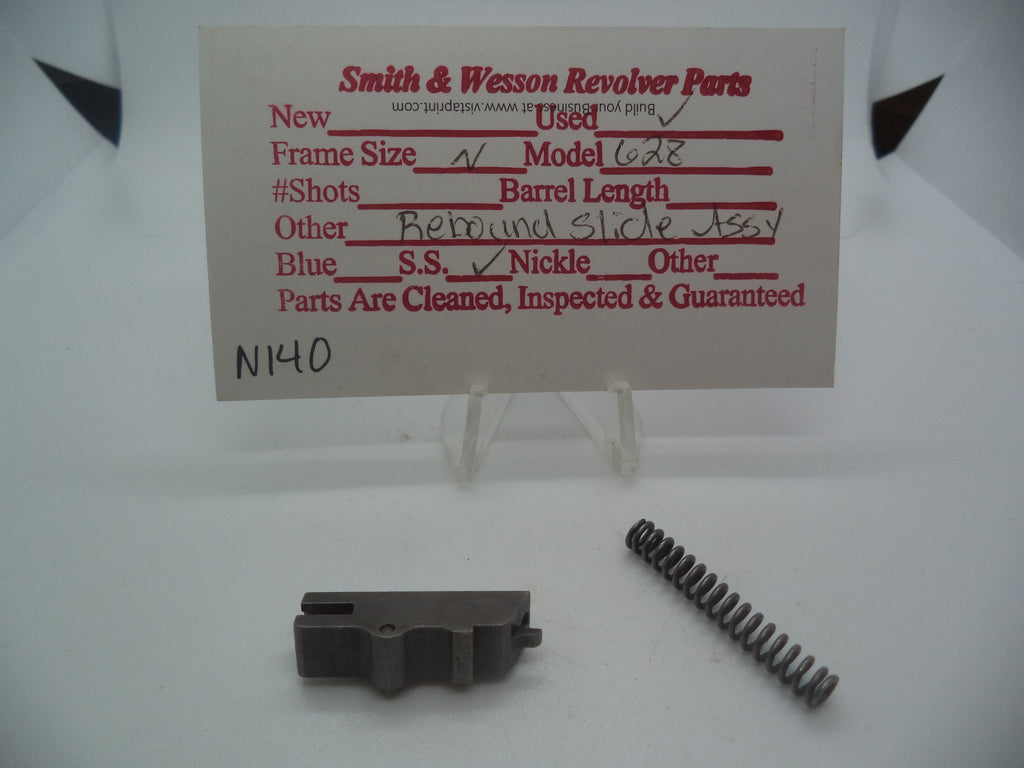 Smith & Wesson Revolver Parts
Build your Business at www.vistaprint.com
New Used ✓
Frame Size N Model 628
#Shots Barrel Length
Other Rebound Slide Assy
Blue S.S. ✓ Nickle Other
Parts Are Cleaned, Inspected & Guaranteed
N140